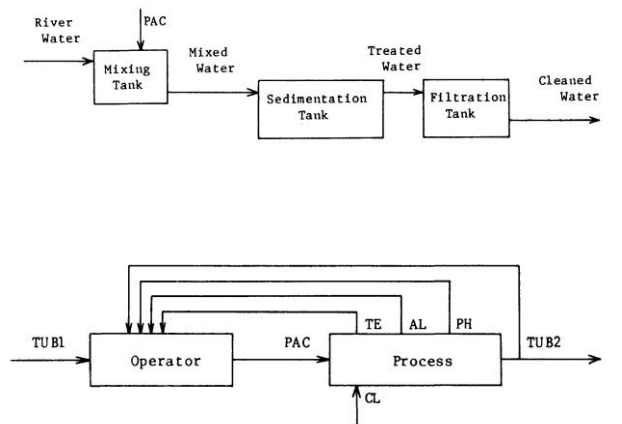 River
Water
PAC
Mixing
Tank
Mixed
Water
Sedimentation
Tank
Treated
Water
Filtration
Tank
Cleaned
Water
TUB1
Operator
PAC
TE
AL
PH
Process
TUB2
CL